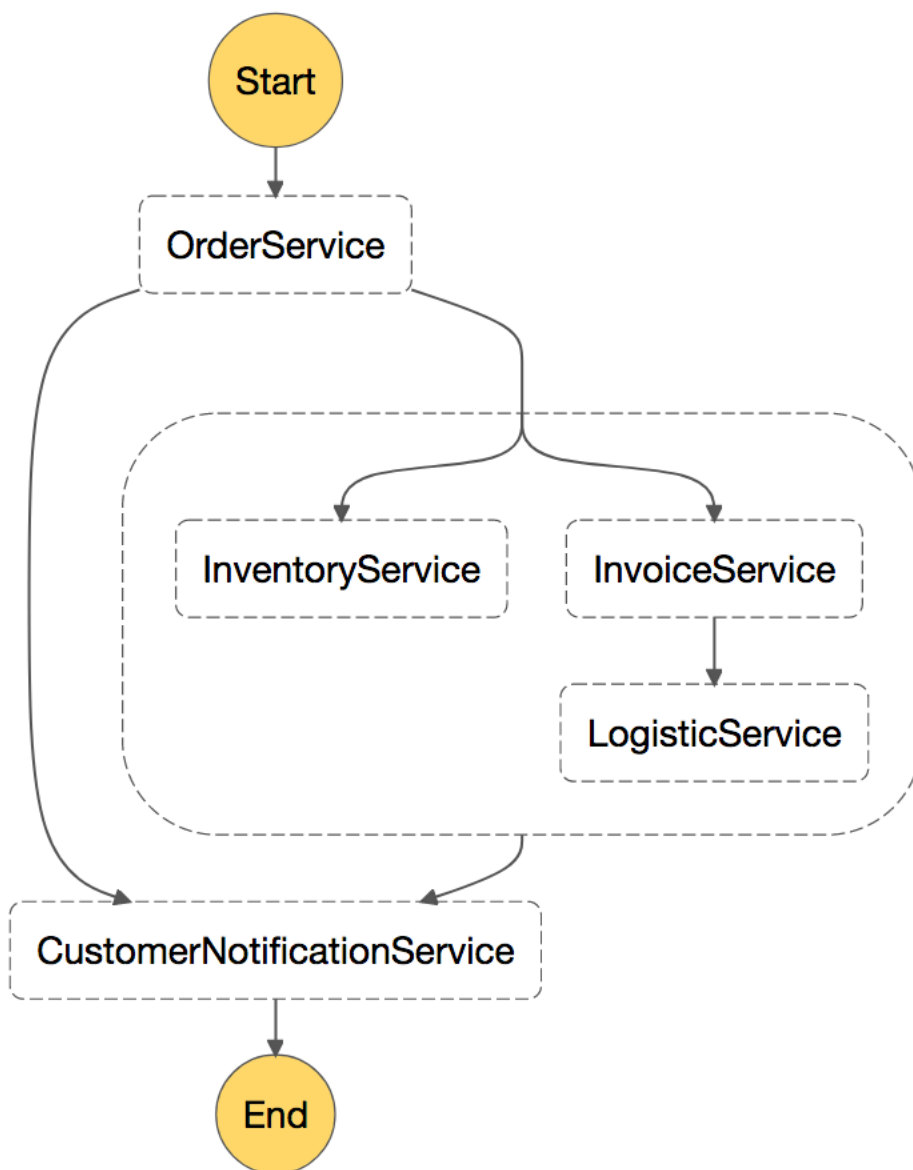 Start
OrderService
InventoryService
InvoiceService
LogisticService
CustomerNotificationService
End